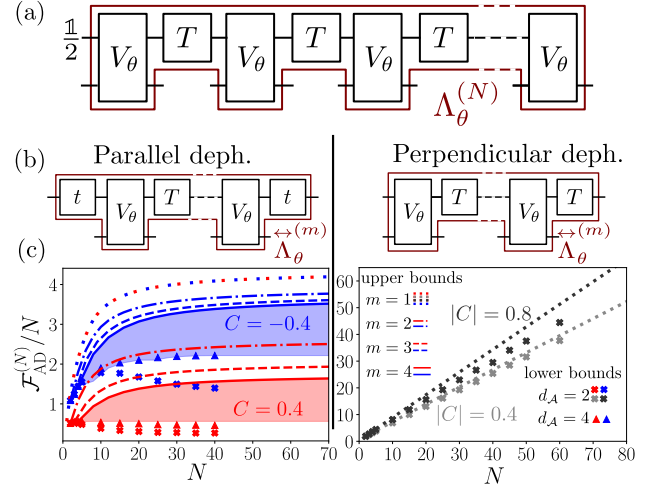 (a)
𝟙/2 V_θ T V_θ T V_θ T V_θ
Λ_θ^(N)
(b) Parallel deph. Perpendicular deph.
t V_θ T V_θ t
Λ_θ^(m)
V_θ T V_θ T
Λ_θ^(m)
(c)
F_AD^(N)/N
4
3
2
1
C = −0.4
C = 0.4
0 10 20 30 40 50 60 70
N
60
50
40
30
20
10
0
upper bounds
m = 1
m = 2
m = 3
m = 4
|C| = 0.8
|C| = 0.4
lower bounds
d_A = 2
d_A = 4
0 10 20 30 40 50 60 70 80
N